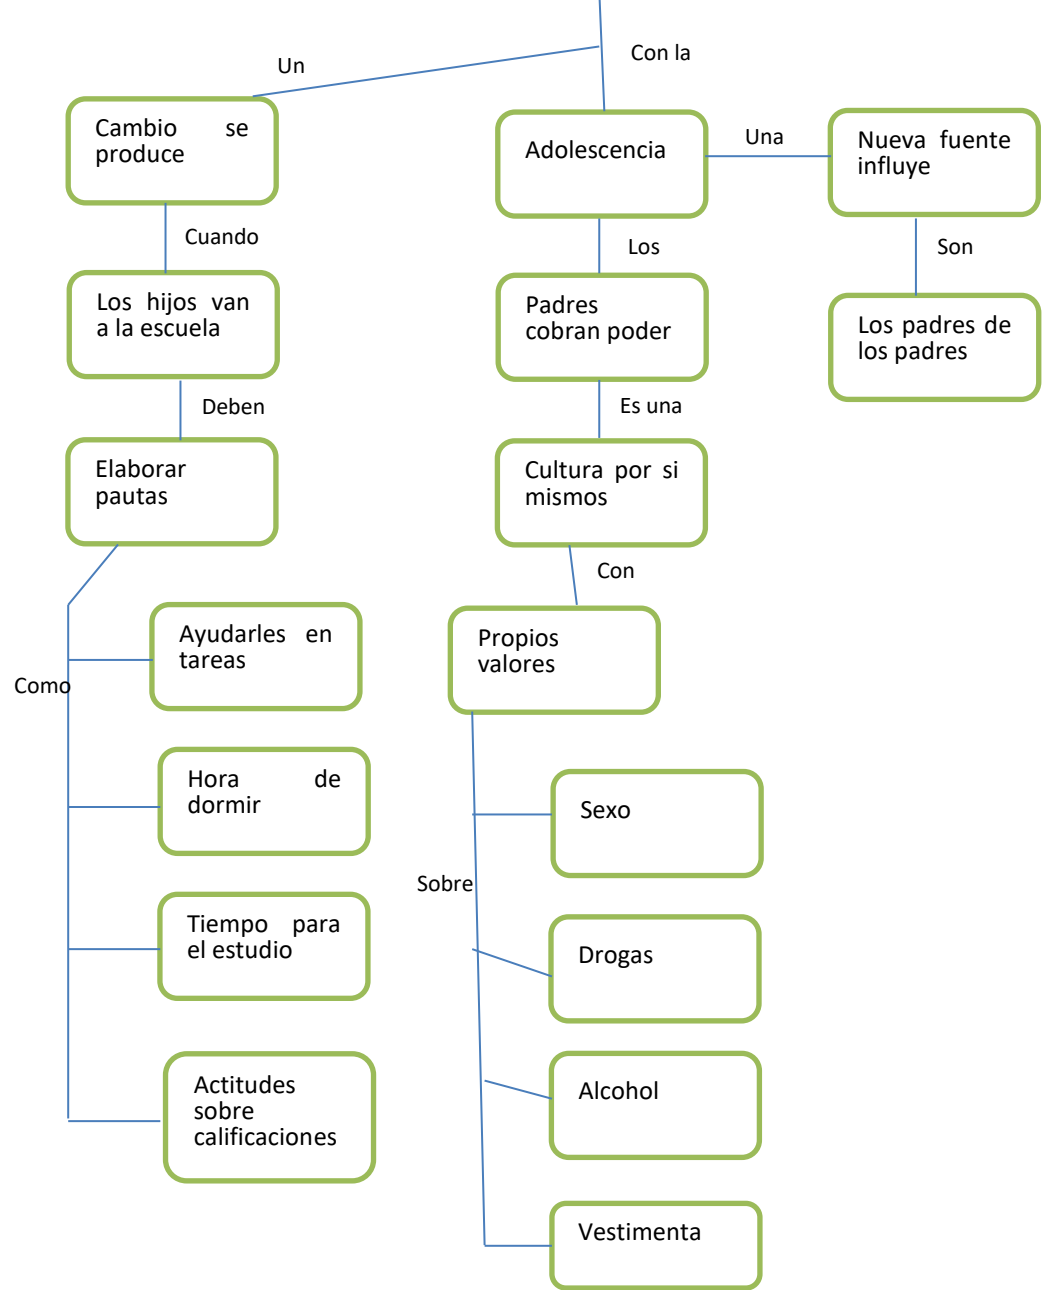 Un
Con la
Cambio se
produce
Adolescencia
Una
Nueva fuente
influye
Cuando
Los
Son
Los hijos van
a la escuela
Padres
cobran poder
Los padres de
los padres
Deben
Es una
Elaborar
pautas
Cultura por si
mismos
Con
Ayudarles en
tareas
Propios
valores
Como
Hora de
dormir
Sexo
Sobre
Tiempo para
el estudio
Drogas
Actitudes
sobre
calificaciones
Alcohol
Vestimenta